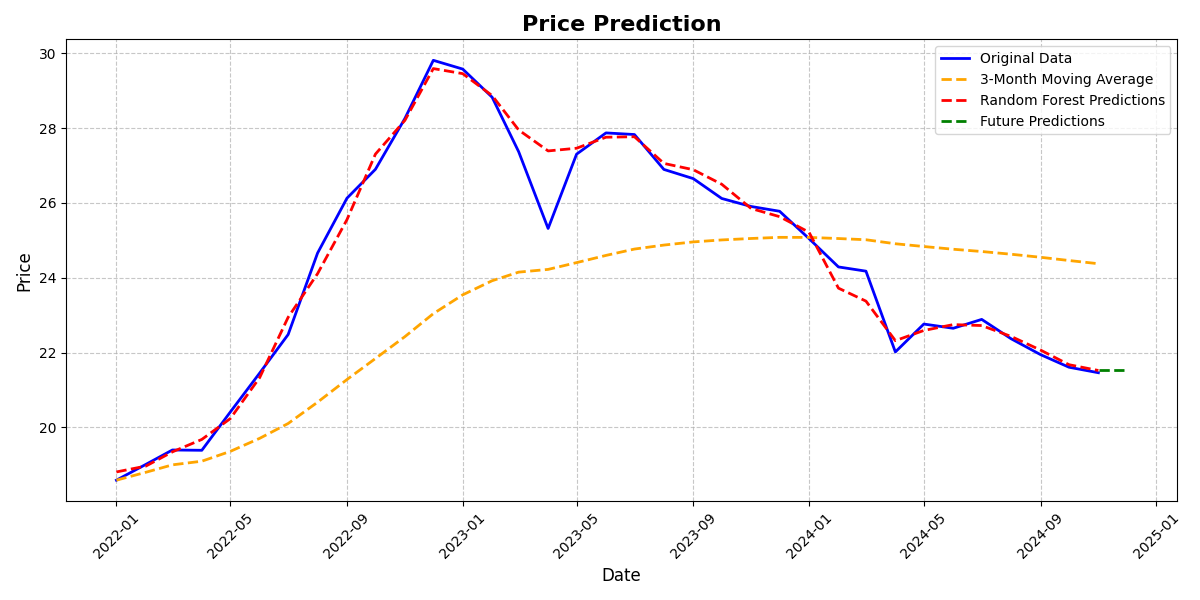 Price Prediction
30
28
26
24
22
20
Price
Original Data
3-Month Moving Average
Random Forest Predictions
Future Predictions
2022-01
2022-05
2022-09
2023-01
2023-05
2023-09
2024-01
2024-05
2024-09
2025-01
Date